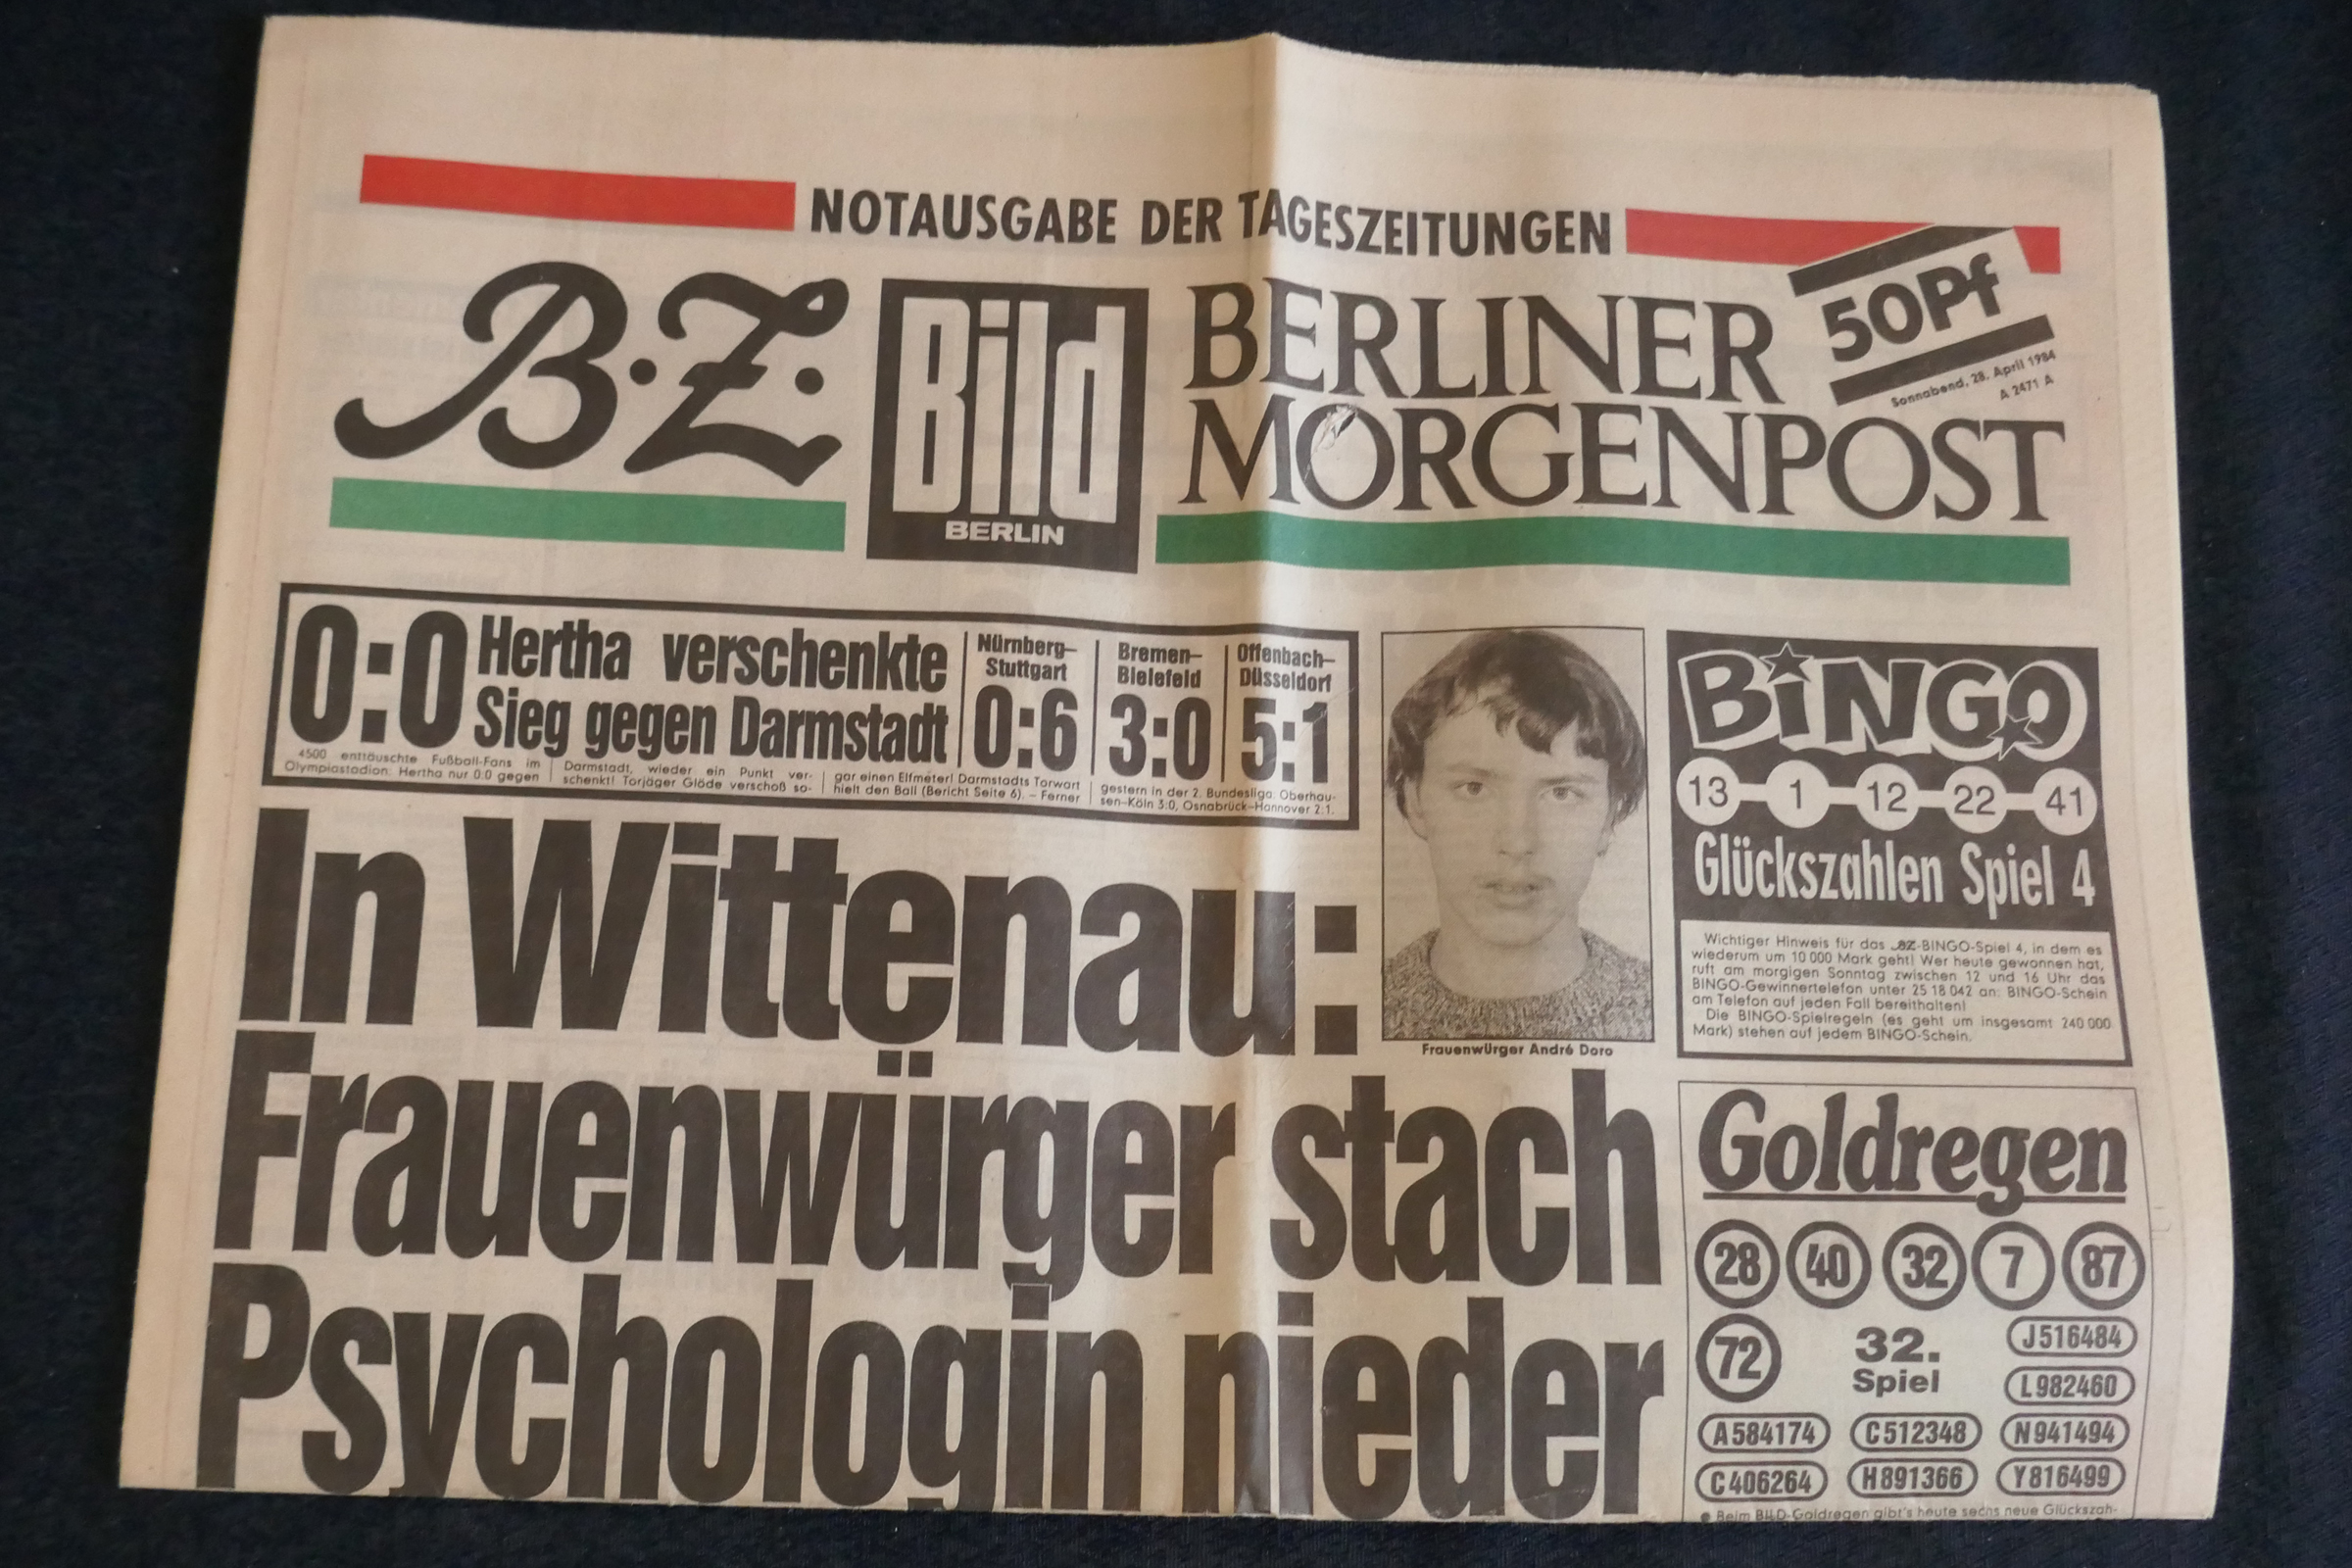 NOTAUSGABE DER TAGESZEITUNGEN
B·Z·
Bild
BERLIN
BERLINER
MORGENPOST
50Pf
Sonnabend, 28. April 1984
A 2471 A
0:0
Hertha verschenkte
Sieg gegen Darmstadt
4500 enttäuschte Fußball-Fans im
Olympiastadion: Hertha nur 0:0 gegen
Darmstadt, wieder ein Punkt ver-
schenkt! Torjäger Glöde verschoß so-
gar einen Elfmeter! Darmstadts Torwart
hielt den Ball (Bericht Seite 6). – Ferner
gestern in der 2. Bundesliga: Oberhau-
sen–Köln 3:0, Osnabrück–Hannover 2:1.
Nürnberg–
Stuttgart
0:6
Bremen–
Bielefeld
3:0
Offenbach–
Düsseldorf
5:1
In Wittenau:
Frauenwürger stach
Psychologin nieder
Frauenwürger André Doro
BiNGO
13 1 12 22 41
Glückszahlen Spiel 4
Wichtiger Hinweis für das BZ-BINGO-Spiel 4, in dem es
wiederum um 10 000 Mark geht! Wer heute gewonnen hat,
ruft am morgigen Sonntag zwischen 12 und 16 Uhr das
BINGO-Gewinnertelefon unter 25 18 042 an: BINGO-Schein
am Telefon auf jeden Fall bereithalten!
Die BINGO-Spielregeln (es geht um insgesamt 240 000
Mark) stehen auf jedem BINGO-Schein.
Goldregen
28 40 32 7 87
72
32.
Spiel
J516484
L982460
A584174 C512348 N941494
C406264 H891366 Y816499
● Beim BILD-Goldregen gibt's heute sechs neue Glückszah-